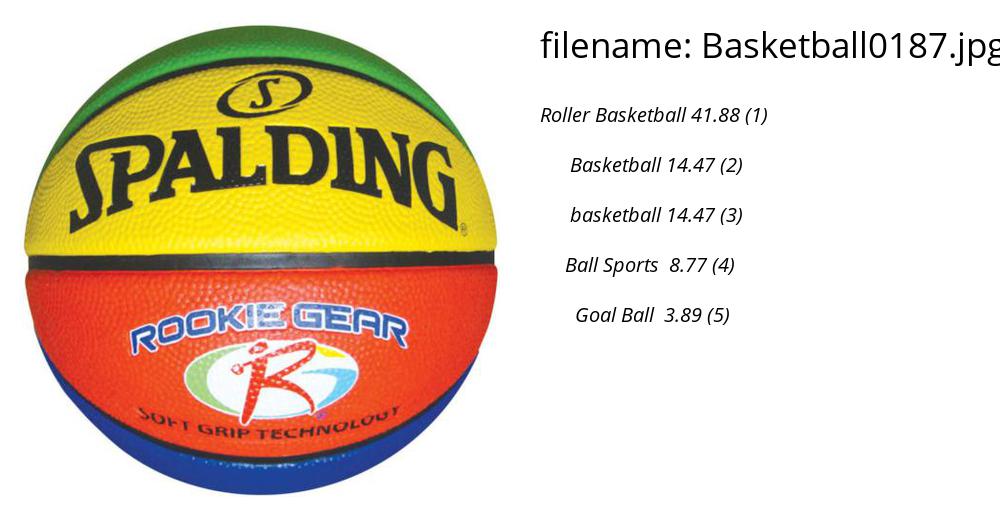 S
SPALDING®
ROOKIE GEAR
R
SOFT GRIP TECHNOLOGY
filename: Basketball0187.jpg
Roller Basketball 41.88 (1)
Basketball 14.47 (2)
basketball 14.47 (3)
Ball Sports 8.77 (4)
Goal Ball 3.89 (5)